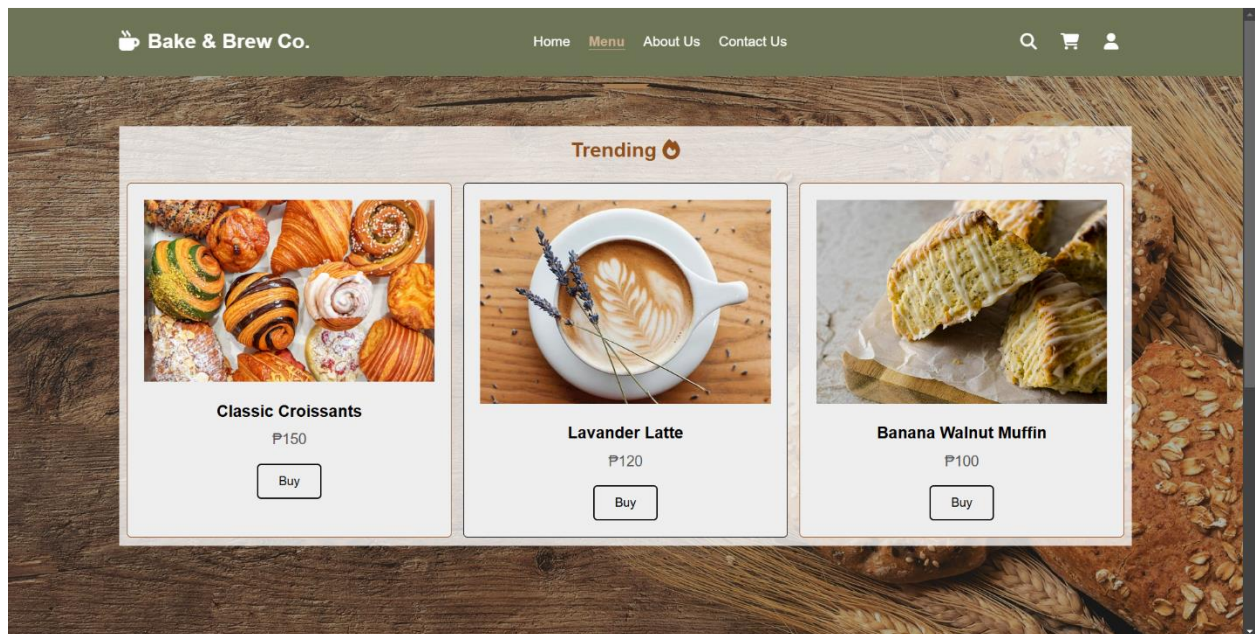 Bake & Brew Co.
Home Menu About Us Contact Us
Trending
Classic Croissants
₱150
Buy
Lavander Latte
₱120
Buy
Banana Walnut Muffin
₱100
Buy